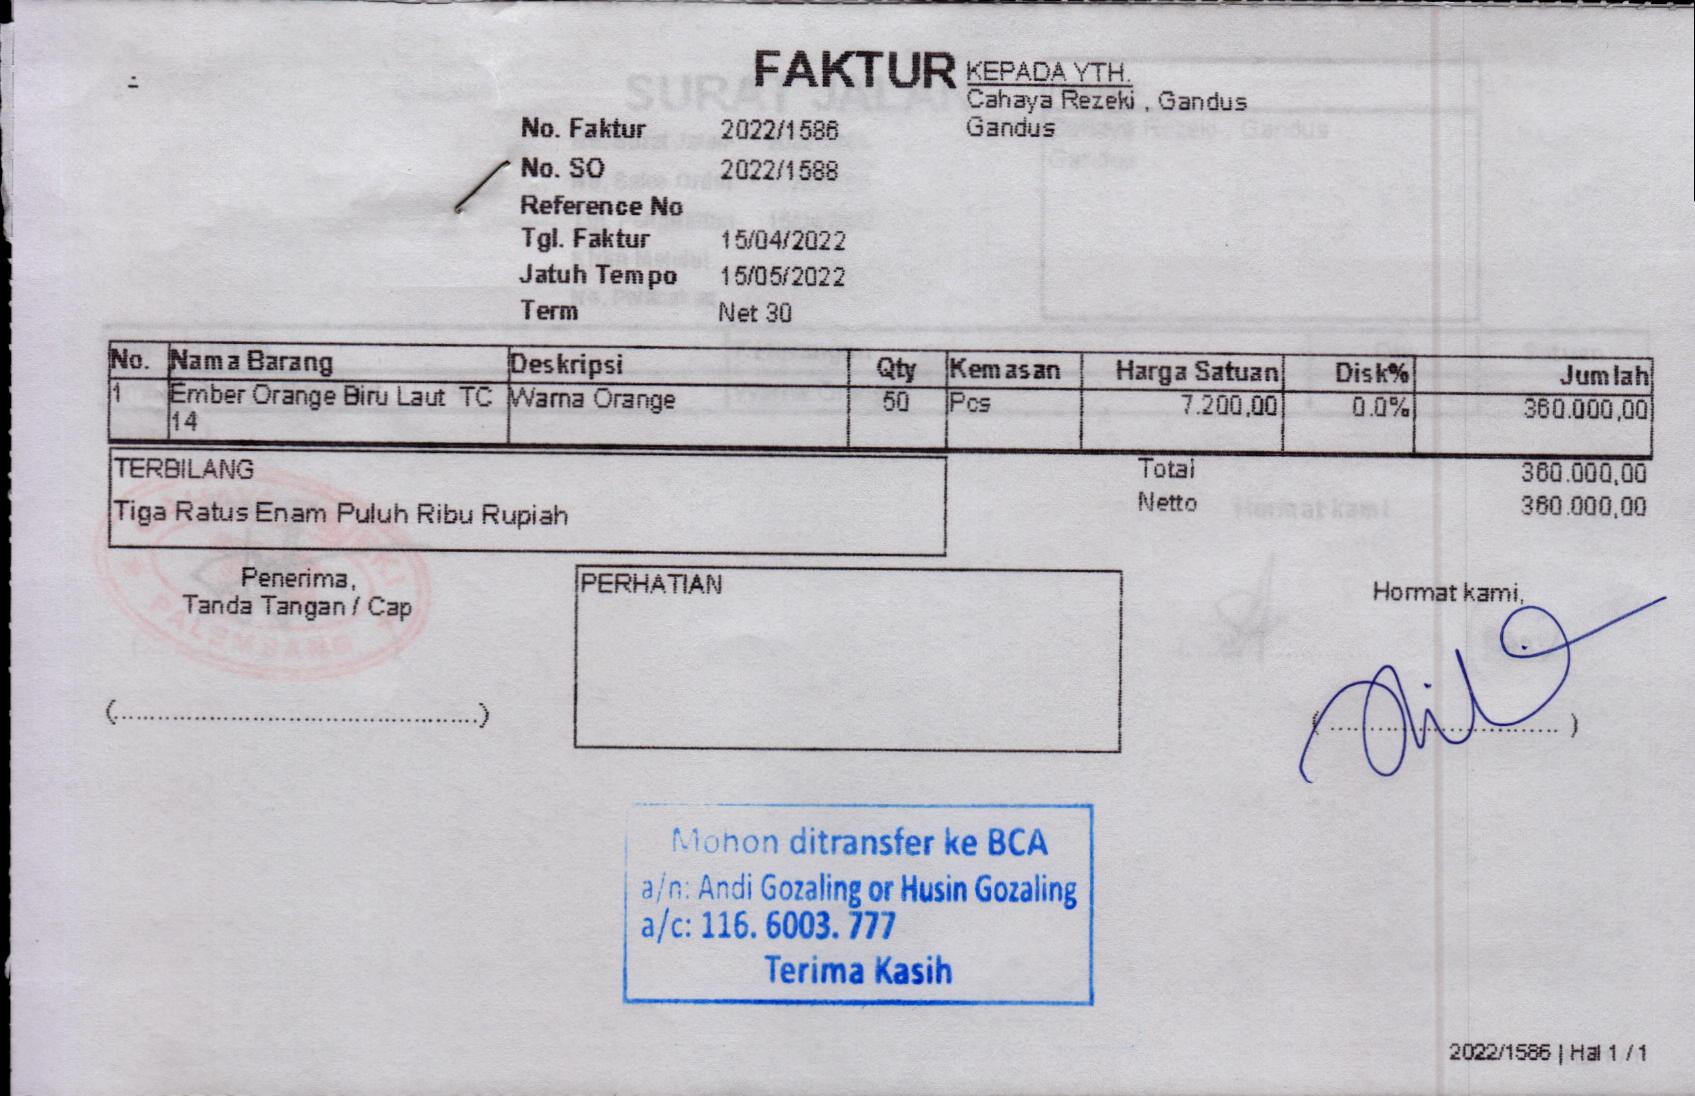 FAKTUR
KEPADA YTH.
Cahaya Rezeki , Gandus
Gandus
No. Faktur 2022/1586
No. SO 2022/1588
Reference No
Tgl. Faktur 15/04/2022
Jatuh Tempo 15/05/2022
Term Net 30
No. Nama Barang Deskripsi Qty Kemasan Harga Satuan Disk% Jumlah
1 Ember Orange Biru Laut TC Warna Orange 50 Pcs 7.200,00 0.0% 360.000,00
14
TERBILANG
Tiga Ratus Enam Puluh Ribu Rupiah
Total 360.000,00
Netto 360.000,00
Penerima,
Tanda Tangan / Cap
(................................................)
PERHATIAN
Hormat kami,
( ................................ )
PALEMBANG
Mohon ditransfer ke BCA
a/n: Andi Gozaling or Husin Gozaling
a/c: 116. 6003. 777
Terima Kasih
2022/1586 | Hal 1 / 1